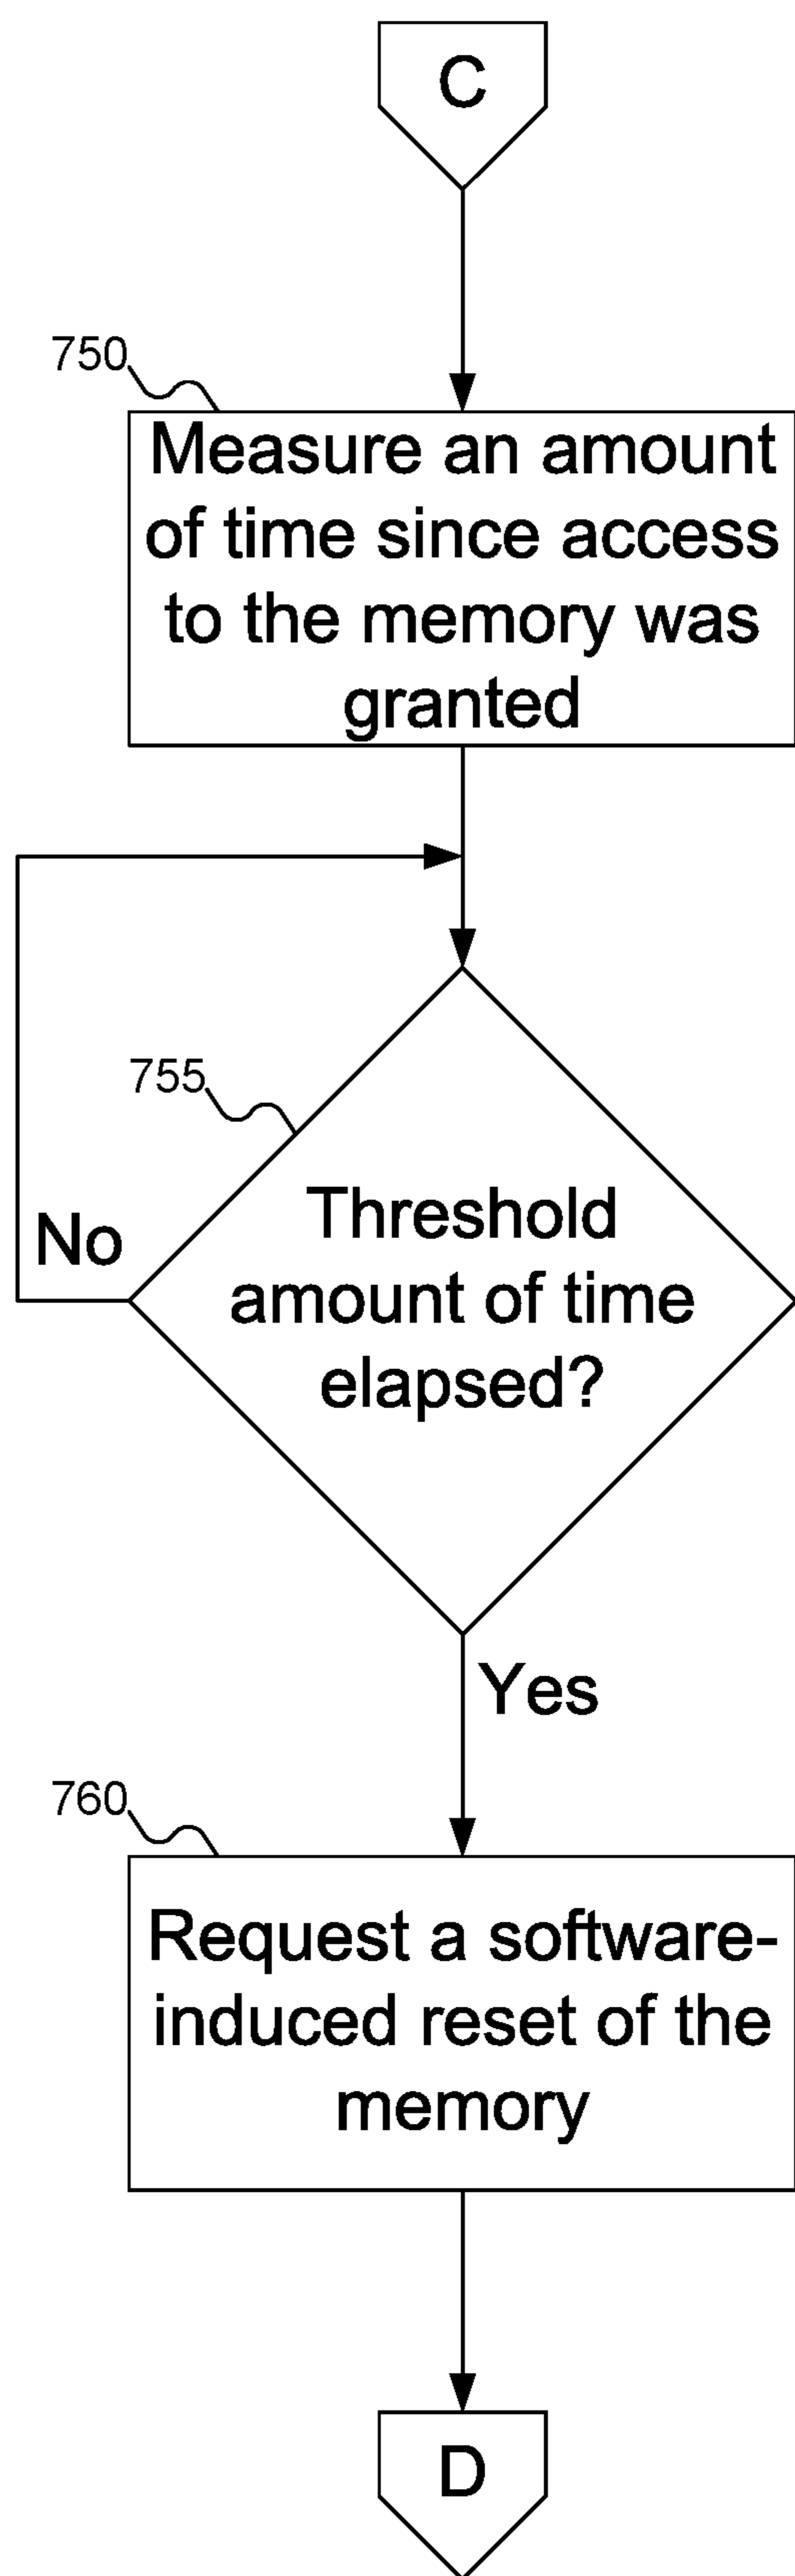 C
750
Measure an amount
of time since access
to the memory was
granted
755
Threshold
amount of time
elapsed?
No
Yes
760
Request a software-
induced reset of the
memory
D